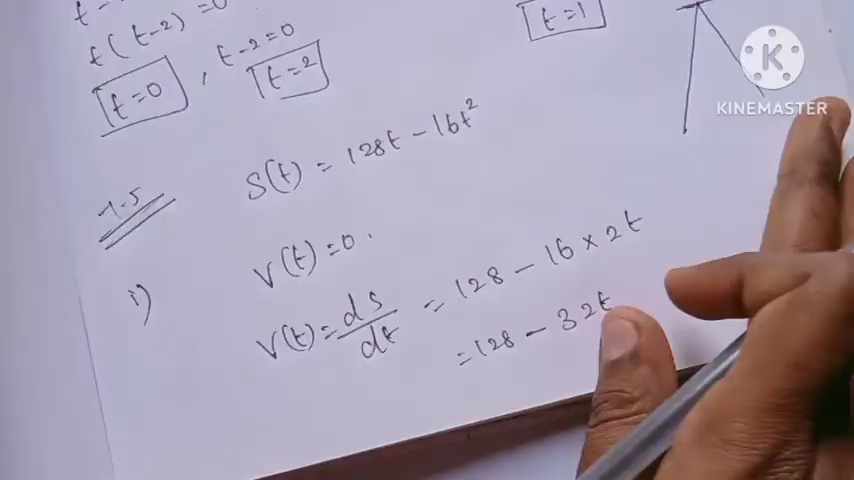 t(t-2) = 0
t=0 , t-2=0
t=2
t=1
7.5
S(t) = 128t - 16t²
i)
V(t)=0.
V(t) = ds/dt = 128 - 16 × 2t
= 128 - 32t
KINEMASTER